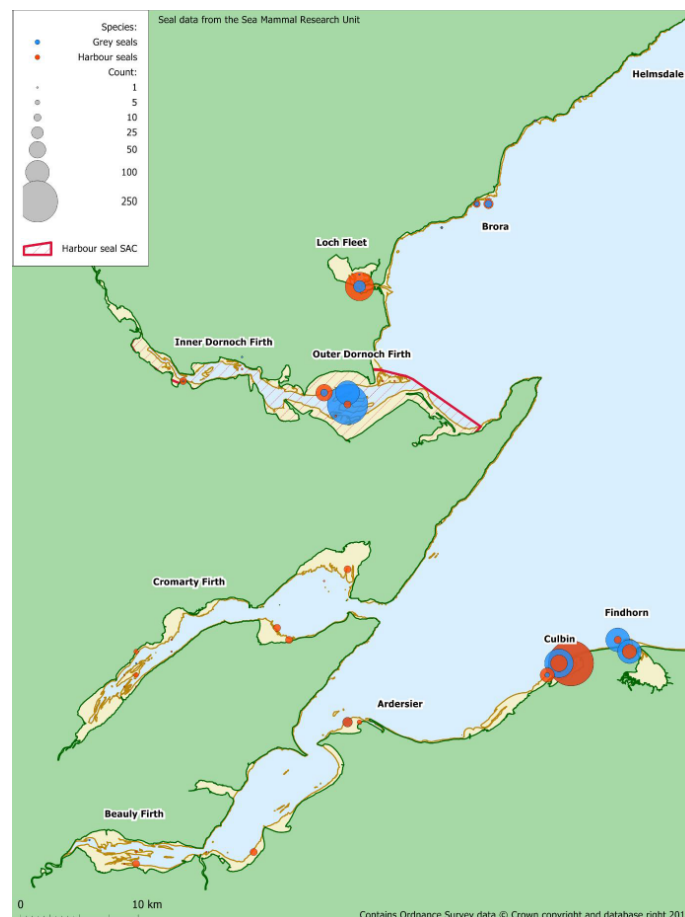 Seal data from the Sea Mammal Research Unit
Species:
Grey seals
Harbour seals
Count:
1
5
10
25
50
100
250
Harbour seal SAC
Helmsdale
Brora
Loch Fleet
Inner Dornoch Firth
Outer Dornoch Firth
Cromarty Firth
Findhorn
Culbin
Ardersier
Beauly Firth
0 10 km
Contains Ordnance Survey data © Crown copyright and database right 201